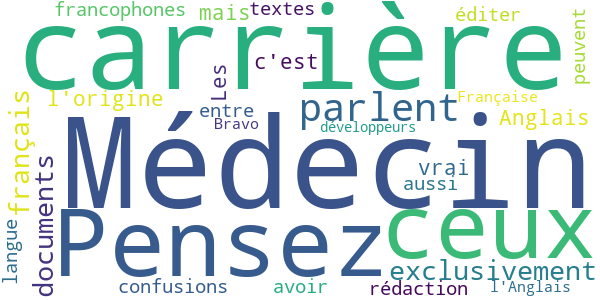 francophones mais textes éditer
carrière
peuvent
Les c'est
l'origine entre parlent Française
Bravo développeurs Anglais
français
Médecin
vrai
aussi
documents
langue
Pensez ceux
exclusivement
confusions avoir rédaction l'Anglais